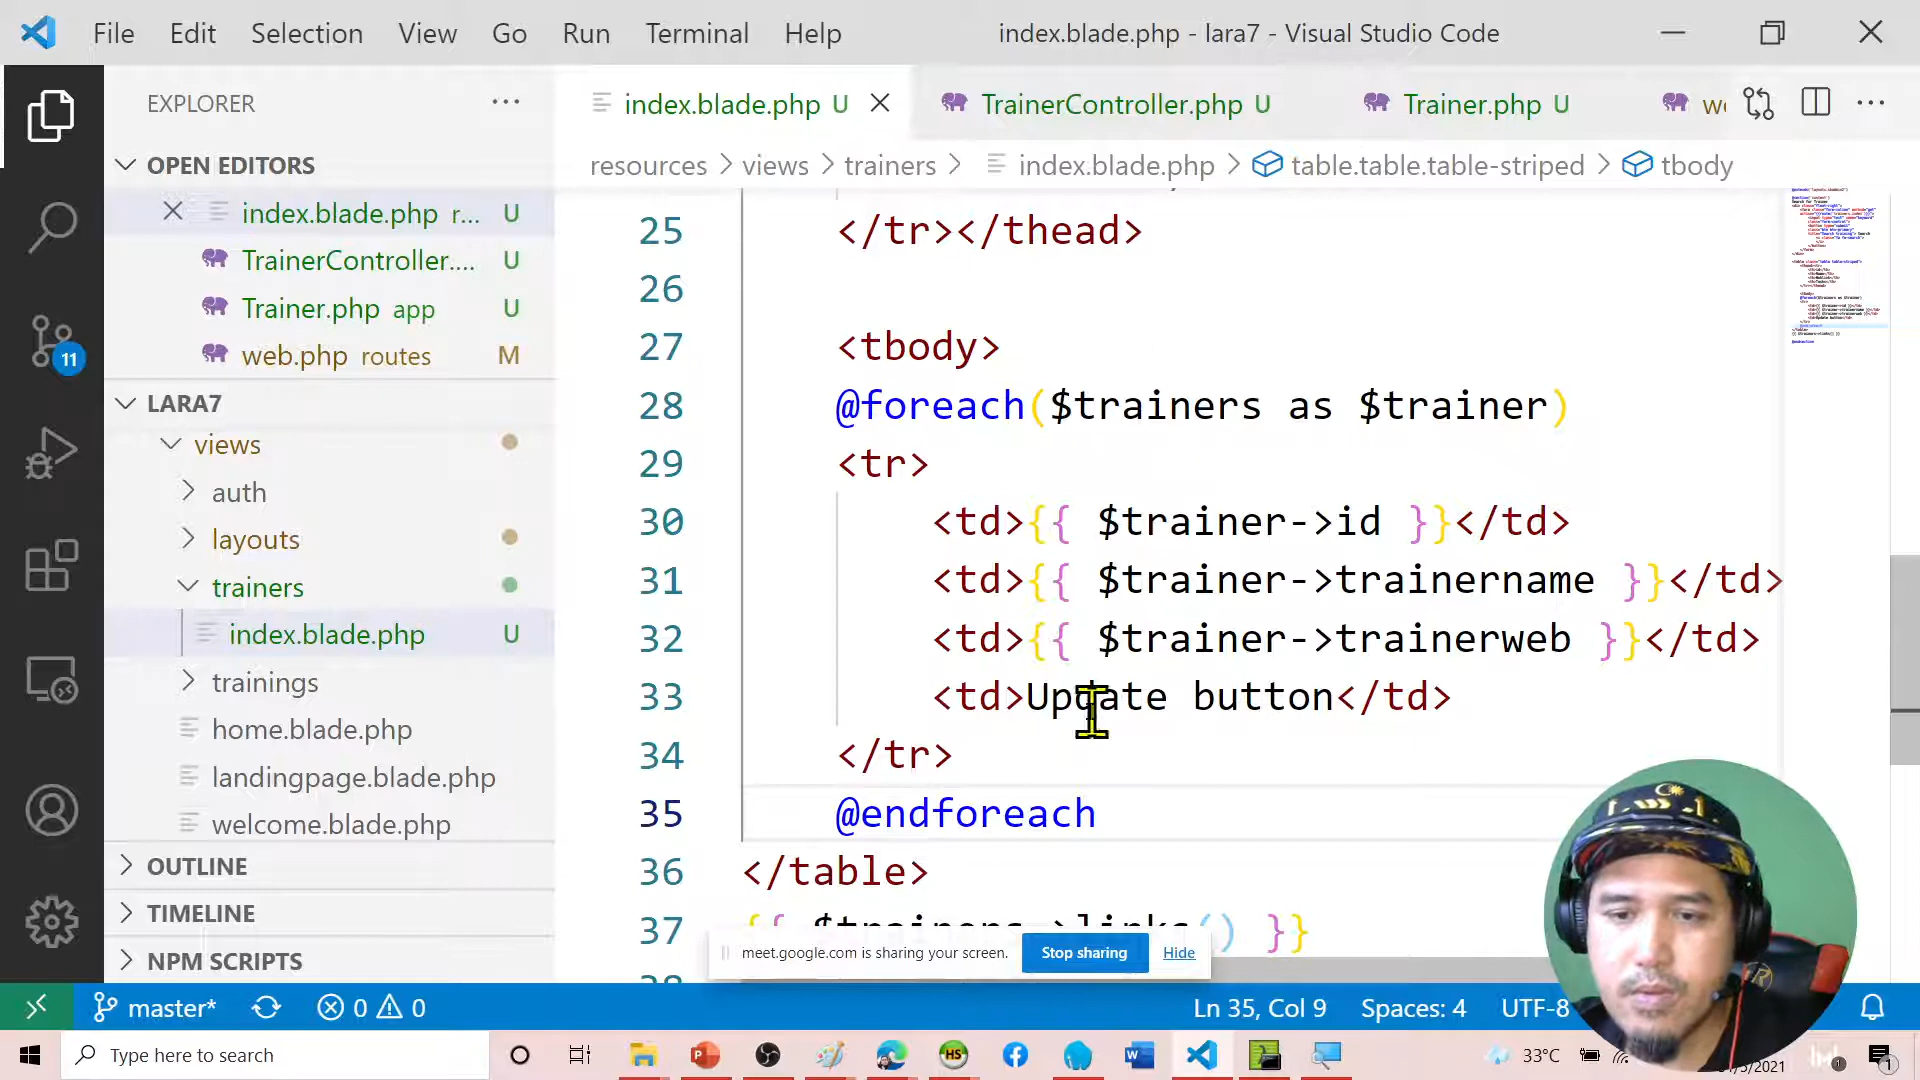 File Edit Selection View Go Run Terminal Help
index.blade.php - lara7 - Visual Studio Code
EXPLORER
index.blade.php U
TrainerController.php U
Trainer.php U
OPEN EDITORS
resources > views > trainers > index.blade.php > table.table.table-striped > tbody
index.blade.php r... U
TrainerController.... U
Trainer.php app U
web.php routes M
11
LARA7
views
auth
layouts
trainers
index.blade.php U
trainings
home.blade.php
landingpage.blade.php
welcome.blade.php
OUTLINE
TIMELINE
NPM SCRIPTS
25 </tr></thead>
26
27 <tbody>
28 @foreach($trainers as $trainer)
29 <tr>
30 <td>{{ $trainer->id }}</td>
31 <td>{{ $trainer->trainername }}</td>
32 <td>{{ $trainer->trainerweb }}</td>
33 <td>Update button</td>
34 </tr>
35 @endforeach
36 </table>
37 {{ $trainers->links() }}
meet.google.com is sharing your screen.
Stop sharing
Hide
master* 0 0
Ln 35, Col 9 Spaces: 4 UTF-8
Type here to search
33°C